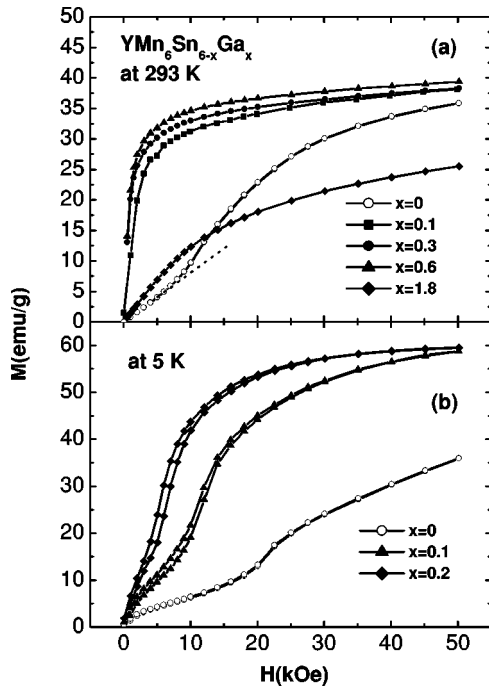 50
45
40
35
30
25
20
15
10
5
0
YMn6Sn6-xGax
at 293 K
(a)
x=0
x=0.1
x=0.3
x=0.6
x=1.8
M(emu/g)
60
50
40
30
20
10
0
at 5 K
(b)
x=0
x=0.1
x=0.2
0 10 20 30 40 50
H(kOe)